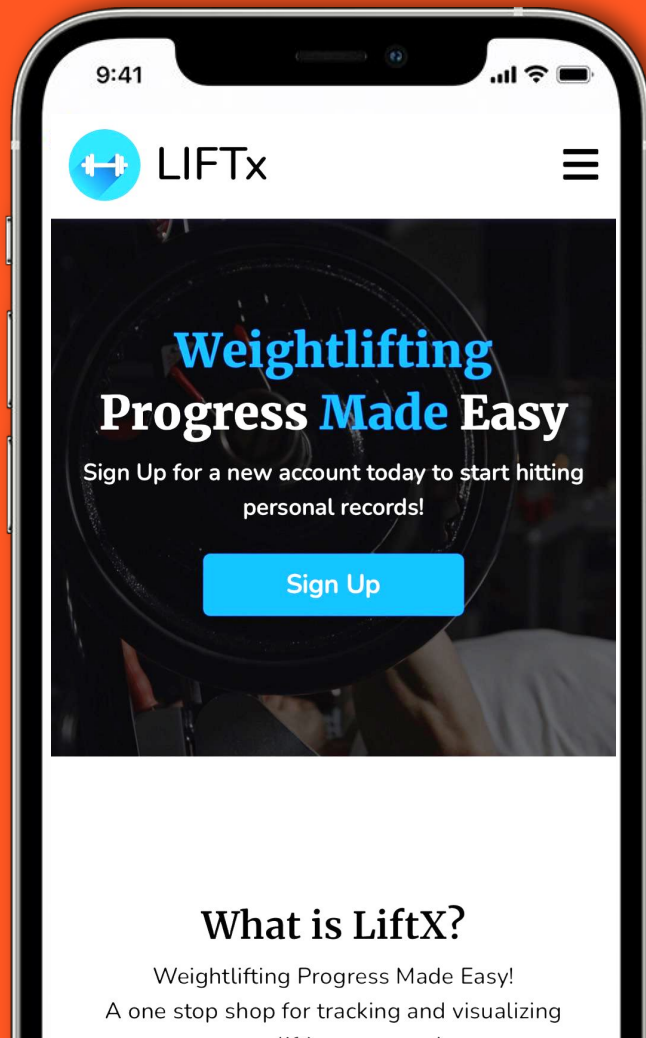 9:41
LIFTx
Weightlifting
Progress Made Easy
Sign Up for a new account today to start hitting
personal records!
Sign Up
What is LiftX?
Weightlifting Progress Made Easy!
A one stop shop for tracking and visualizing